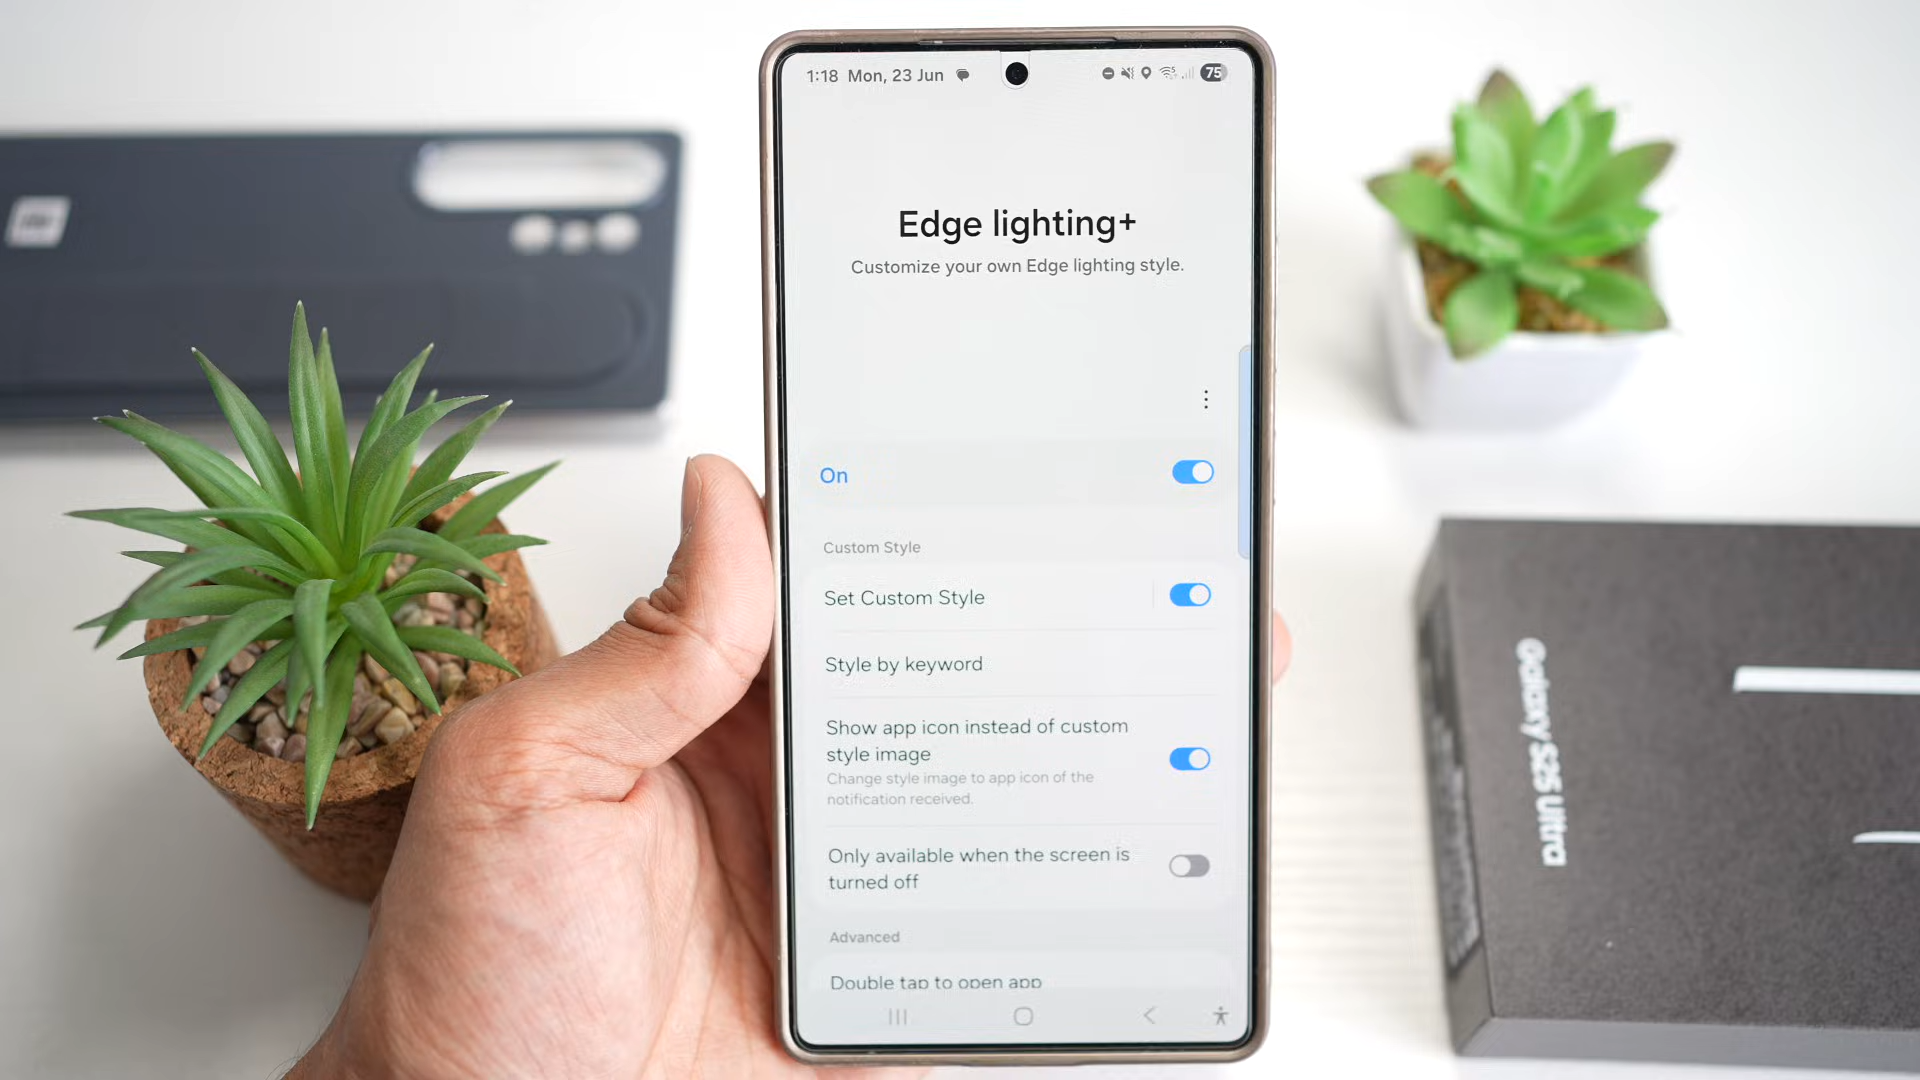 1:18 Mon, 23 Jun
75
Edge lighting+
Customize your own Edge lighting style.
On
Custom Style
Set Custom Style
Style by keyword
Show app icon instead of custom
style image
Change style image to app icon of the
notification received.
Only available when the screen is
turned off
Advanced
Double tap to open app
Galaxy S25 Ultra